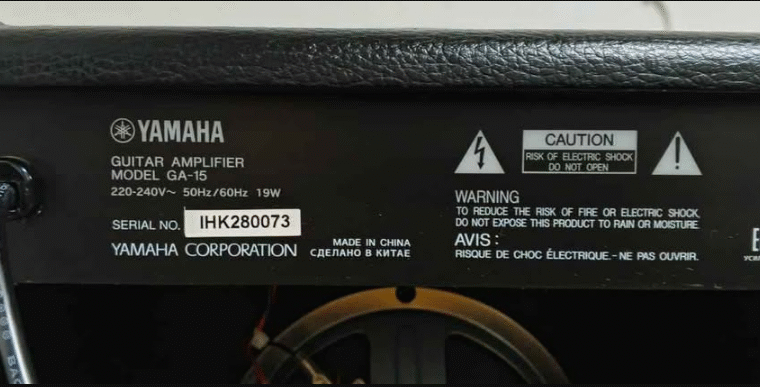 YAMAHA
GUITAR AMPLIFIER
MODEL GA-15
220-240V~ 50Hz/60Hz 19W
SERIAL NO. IHK280073
YAMAHA CORPORATION
MADE IN CHINA
СДЕЛАНО В КИТАЕ
CAUTION
RISK OF ELECTRIC SHOCK
DO NOT OPEN
WARNING
TO REDUCE THE RISK OF FIRE OR ELECTRIC SHOCK,
DO NOT EXPOSE THIS PRODUCT TO RAIN OR MOISTURE.
AVIS :
RISQUE DE CHOC ÉLECTRIQUE.- NE PAS OUVRIR.